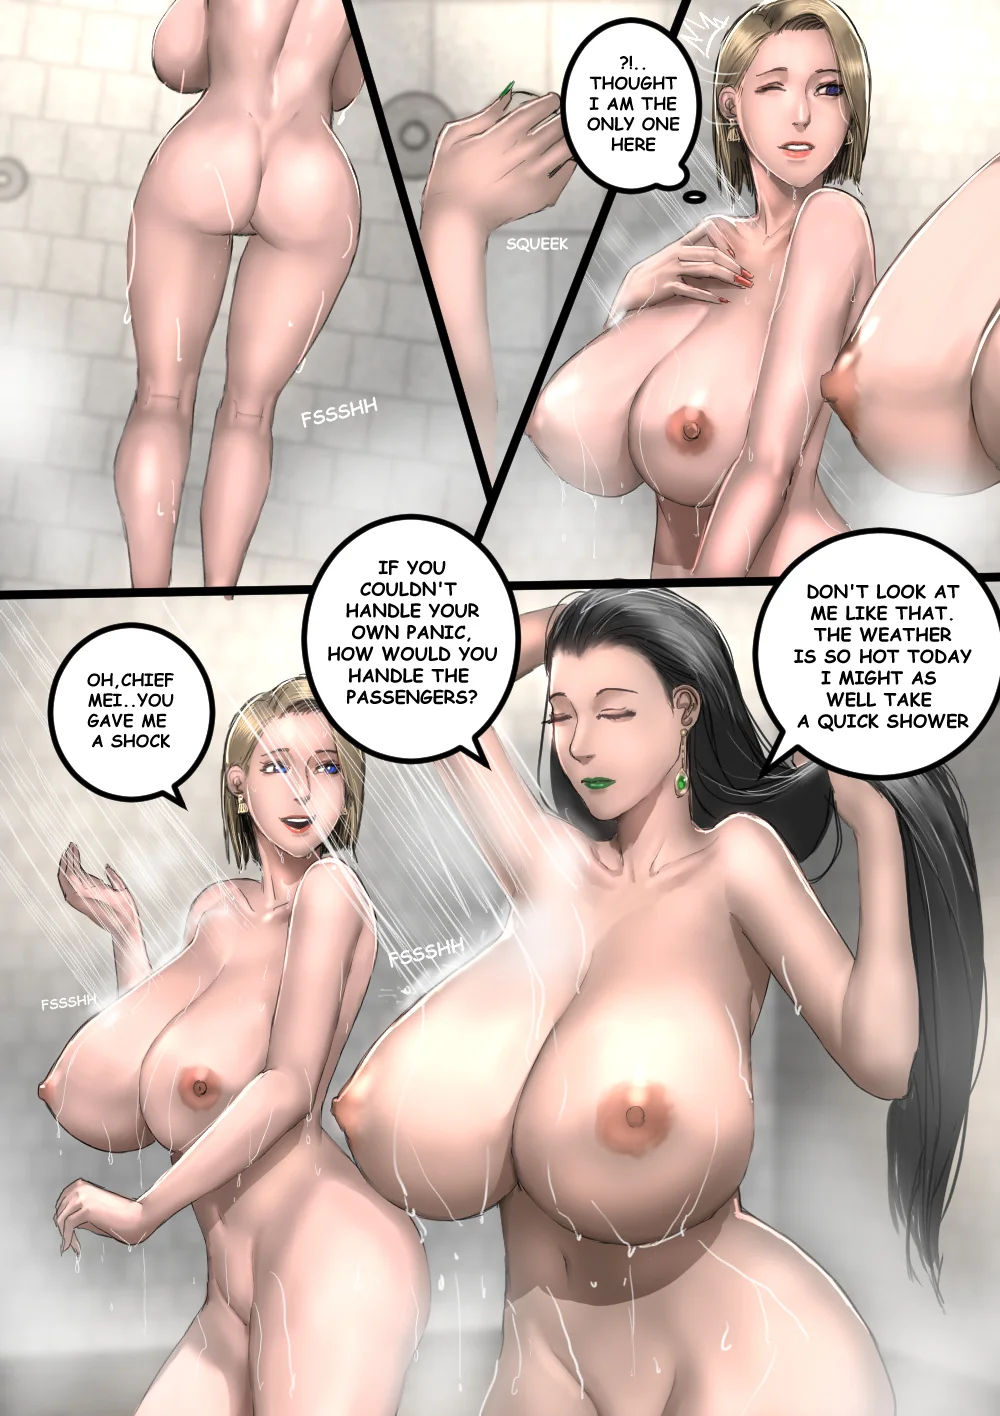 ?!..
THOUGHT
I AM THE
ONLY ONE
HERE
SQUEEK
FSSSHH
OH,CHIEF
MEI..YOU
GAVE ME
A SHOCK
IF YOU
COULDN'T
HANDLE YOUR
OWN PANIC,
HOW WOULD YOU
HANDLE THE
PASSENGERS?
DON'T LOOK AT
ME LIKE THAT.
THE WEATHER
IS SO HOT TODAY
I MIGHT AS
WELL TAKE
A QUICK SHOWER
FSSSHH
FSSSHH